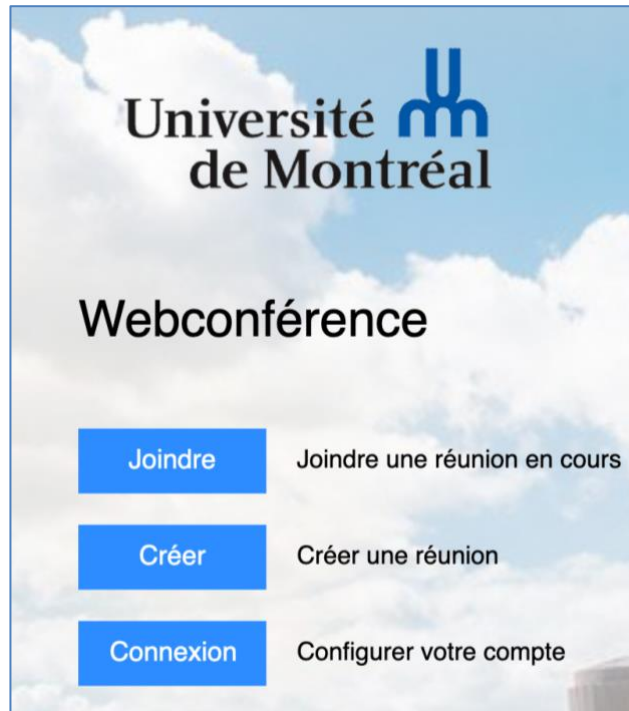 Université
de Montréal
Webconférence
Joindre Joindre une réunion en cours
Créer Créer une réunion
Connexion Configurer votre compte